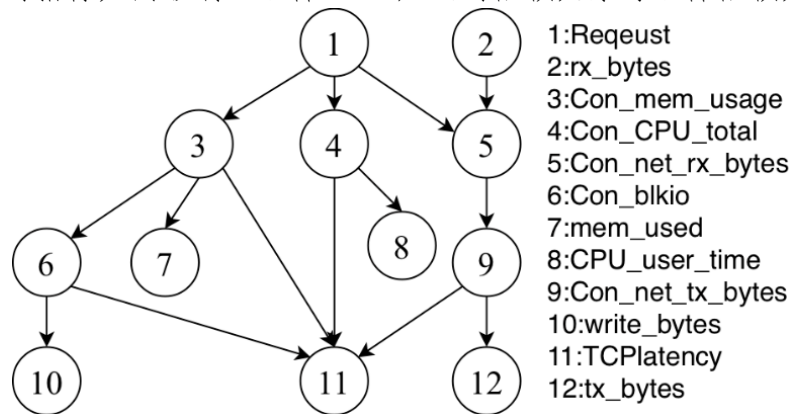 1
2
1:Reqeust
2:rx_bytes
3:Con_mem_usage
3
4
5
4:Con_CPU_total
5:Con_net_rx_bytes
6:Con_blkio
6
7
8
9
7:mem_used
8:CPU_user_time
9:Con_net_tx_bytes
10:write_bytes
10
11
12
11:TCPlatency
12:tx_bytes